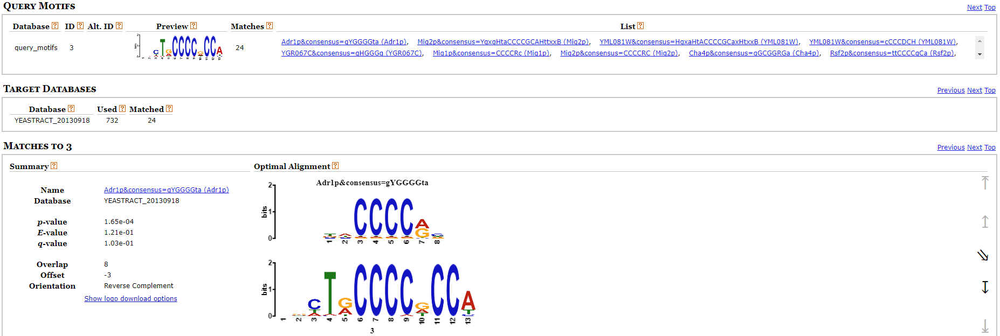 QUERY MOTIFS
Next Top
Database ? ID ? Alt. ID ? Preview ? Matches ? List ?
query_motifs 3 24
Adr1p&consensus=gYGGGGta (Adr1p), Mig2p&consensus=YgxgHtaCCCCGCAHttxxB (Mig2p), YML081W&consensus=HgxaHtACCCCGCaxHtxxB (YML081W), YML081W&consensus=cCCCDCH (YML081W),
YGR067C&consensus=gHGGGg (YGR067C), Mig1p&consensus=CCCCRc (Mig1p), Mig2p&consensus=CCCCRC (Mig2p), Cha4p&consensus=gGCGGRGa (Cha4p), Rsf2p&consensus=ttCCCCgCa (Rsf2p),
TARGET DATABASES
Previous Next Top
Database ? Used ? Matched ?
YEASTRACT_20130918 732 24
MATCHES TO 3
Previous Next Top
Summary ?
Name Adr1p&consensus=gYGGGGta (Adr1p)
Database YEASTRACT_20130918
p-value 1.65e-04
E-value 1.21e-01
q-value 1.03e-01
Overlap 8
Offset -3
Orientation Reverse Complement
Show logo download options
Optimal Alignment ?
Adr1p&consensus=gYGGGGta
2
1
0
bits
CCCCAG
1 2 3 4 5 6 7 8
2
1
0
bits
CTGACCCCGCCA
1 2 3 4 5 6 7 8 9 10 11 12 13
3